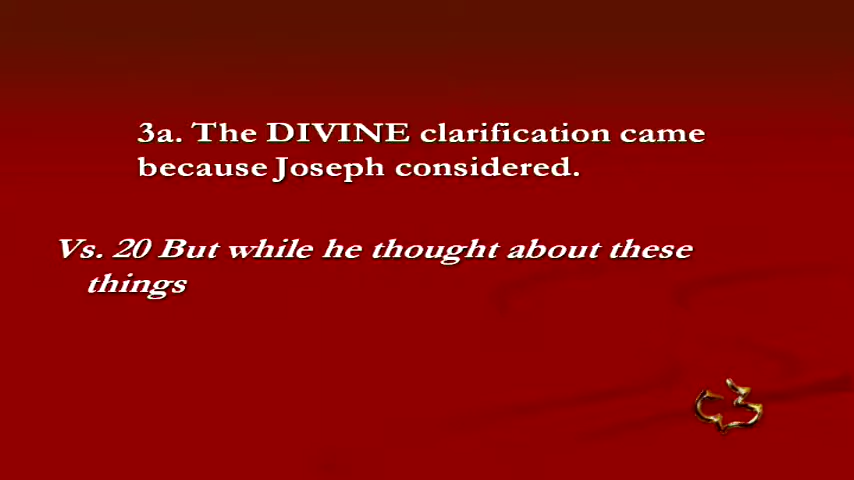 3a. The DIVINE clarification came
because Joseph considered.
Vs. 20 But while he thought about these
things